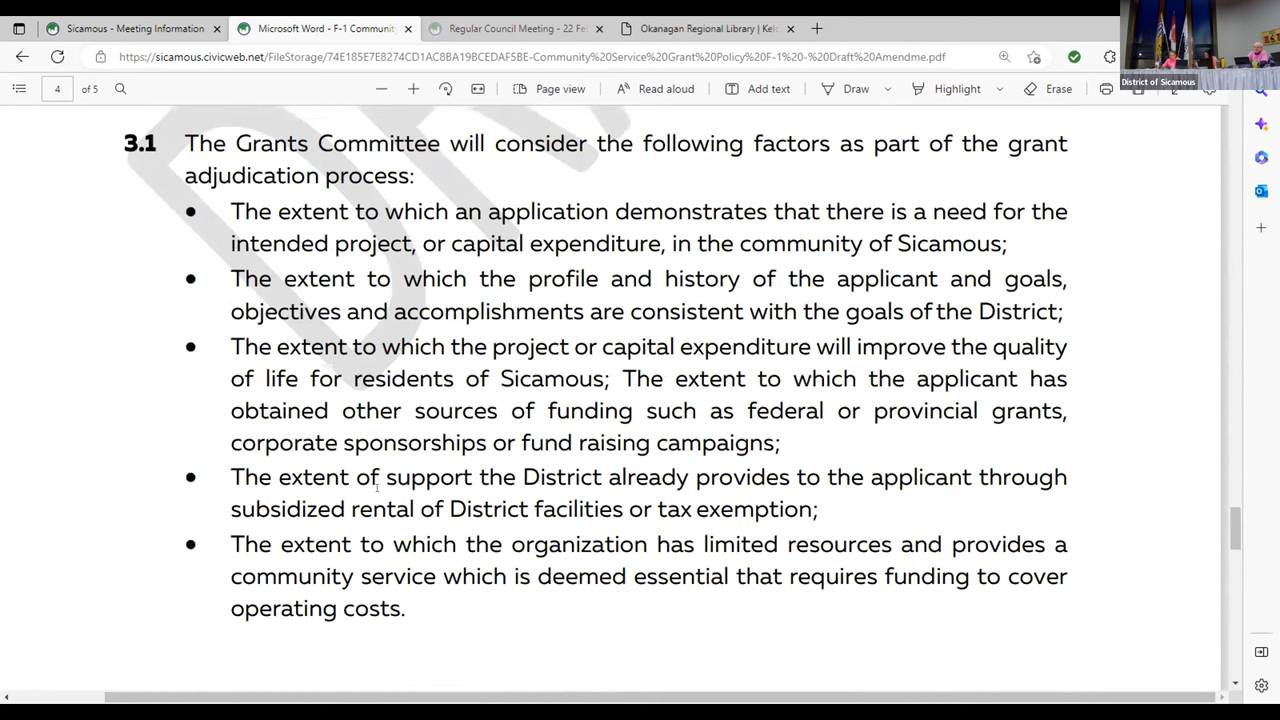 Sicamous - Meeting Information
Microsoft Word - F-1 Communit
Regular Council Meeting - 22 Fe
Okanagan Regional Library | Kel
https://sicamous.civicweb.net/FileStorage/74E185E7E8274CD1AC8BA19BCEDAF5BE-Community%20Service%20Grant%20Policy%20F-1%20-%20Draft%20Amendme.pdf
District of Sicamous
4 of 5
Page view
Read aloud
Add text
Draw
Highlight
Erase
3.1 The Grants Committee will consider the following factors as part of the grant
adjudication process:
• The extent to which an application demonstrates that there is a need for the
intended project, or capital expenditure, in the community of Sicamous;
• The extent to which the profile and history of the applicant and goals,
objectives and accomplishments are consistent with the goals of the District;
• The extent to which the project or capital expenditure will improve the quality
of life for residents of Sicamous; The extent to which the applicant has
obtained other sources of funding such as federal or provincial grants,
corporate sponsorships or fund raising campaigns;
• The extent of support the District already provides to the applicant through
subsidized rental of District facilities or tax exemption;
• The extent to which the organization has limited resources and provides a
community service which is deemed essential that requires funding to cover
operating costs.